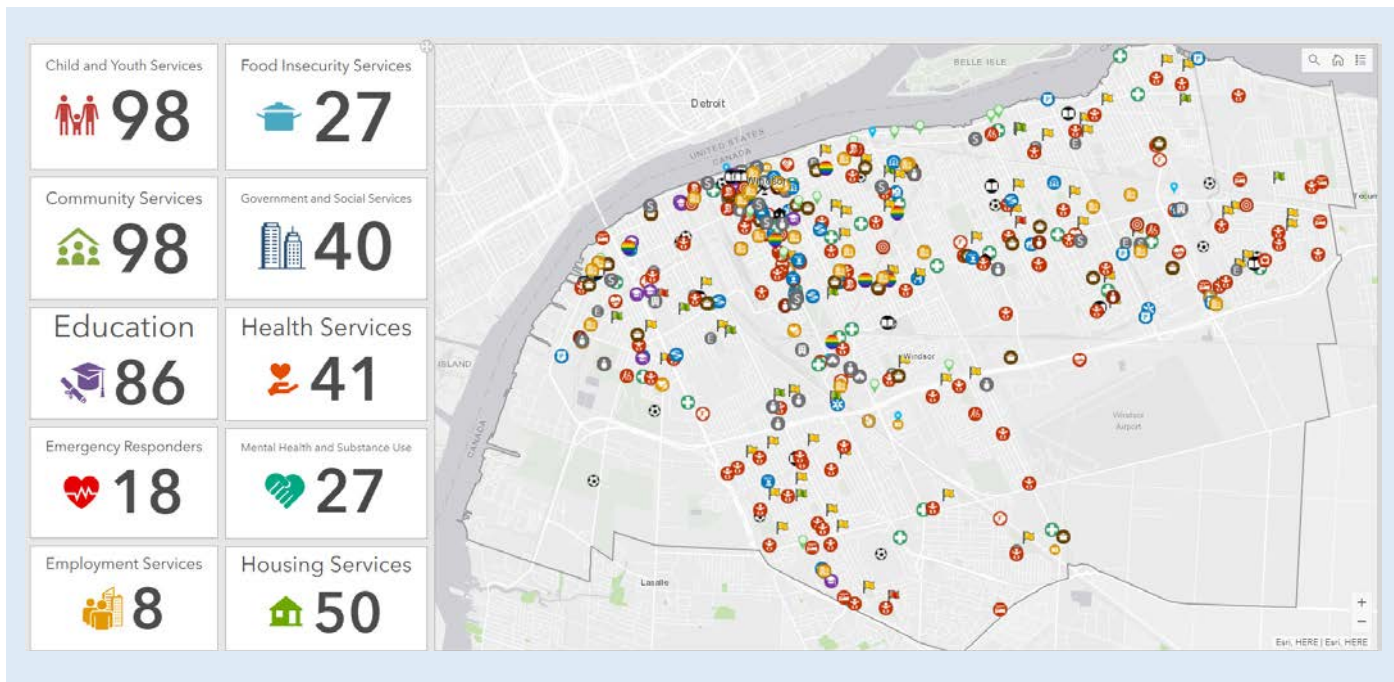 Child and Youth Services
98
Food Insecurity Services
27
Community Services
98
Government and Social Services
40
Education
86
Health Services
41
Emergency Responders
18
Mental Health and Substance Use
27
Employment Services
8
Housing Services
50
BELLE ISLE
Detroit
UNITED STATES
CANADA
Windsor
ISLAND
CANADA
Windsor
Windsor
Airport
Lasalle
+
−
Esri, HERE | Esri, HERE